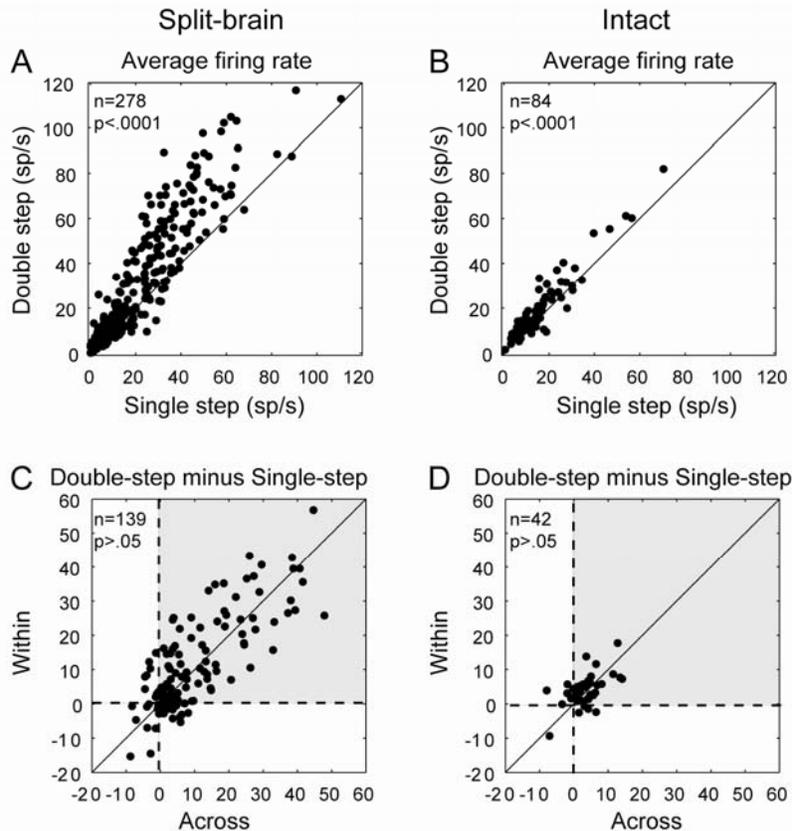 Split-brain
Intact
A Average firing rate
n=278
p<.0001
Double step (sp/s)
120
100
80
60
40
20
0
0 20 40 60 80 100 120
Single step (sp/s)
B Average firing rate
n=84
p<.0001
Double step (sp/s)
120
100
80
60
40
20
0
0 20 40 60 80 100 120
Single step (sp/s)
C Double-step minus Single-step
n=139
p>.05
Within
60
50
40
30
20
10
0
-10
-20
-20 -10 0 10 20 30 40 50 60
Across
D Double-step minus Single-step
n=42
p>.05
Within
60
50
40
30
20
10
0
-10
-20
-20 -10 0 10 20 30 40 50 60
Across